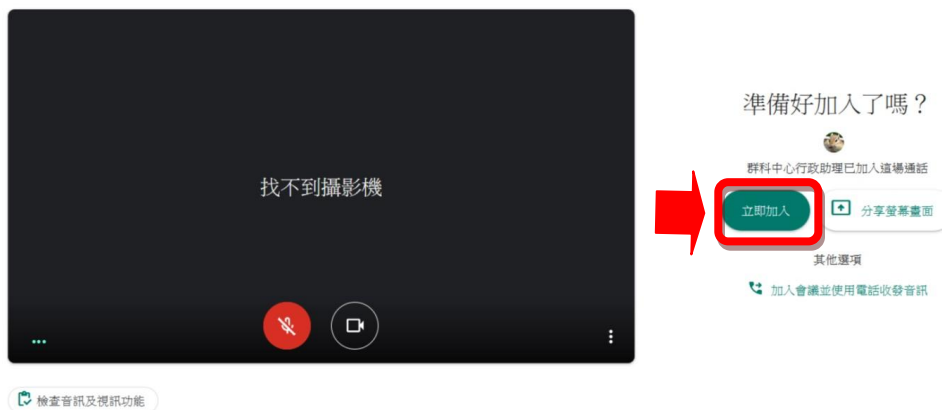 找不到攝影機
檢查音訊及視訊功能
準備好加入了嗎？
群科中心行政助理已加入這場通話
立即加入
分享螢幕畫面
其他選項
加入會議並使用電話收發音訊